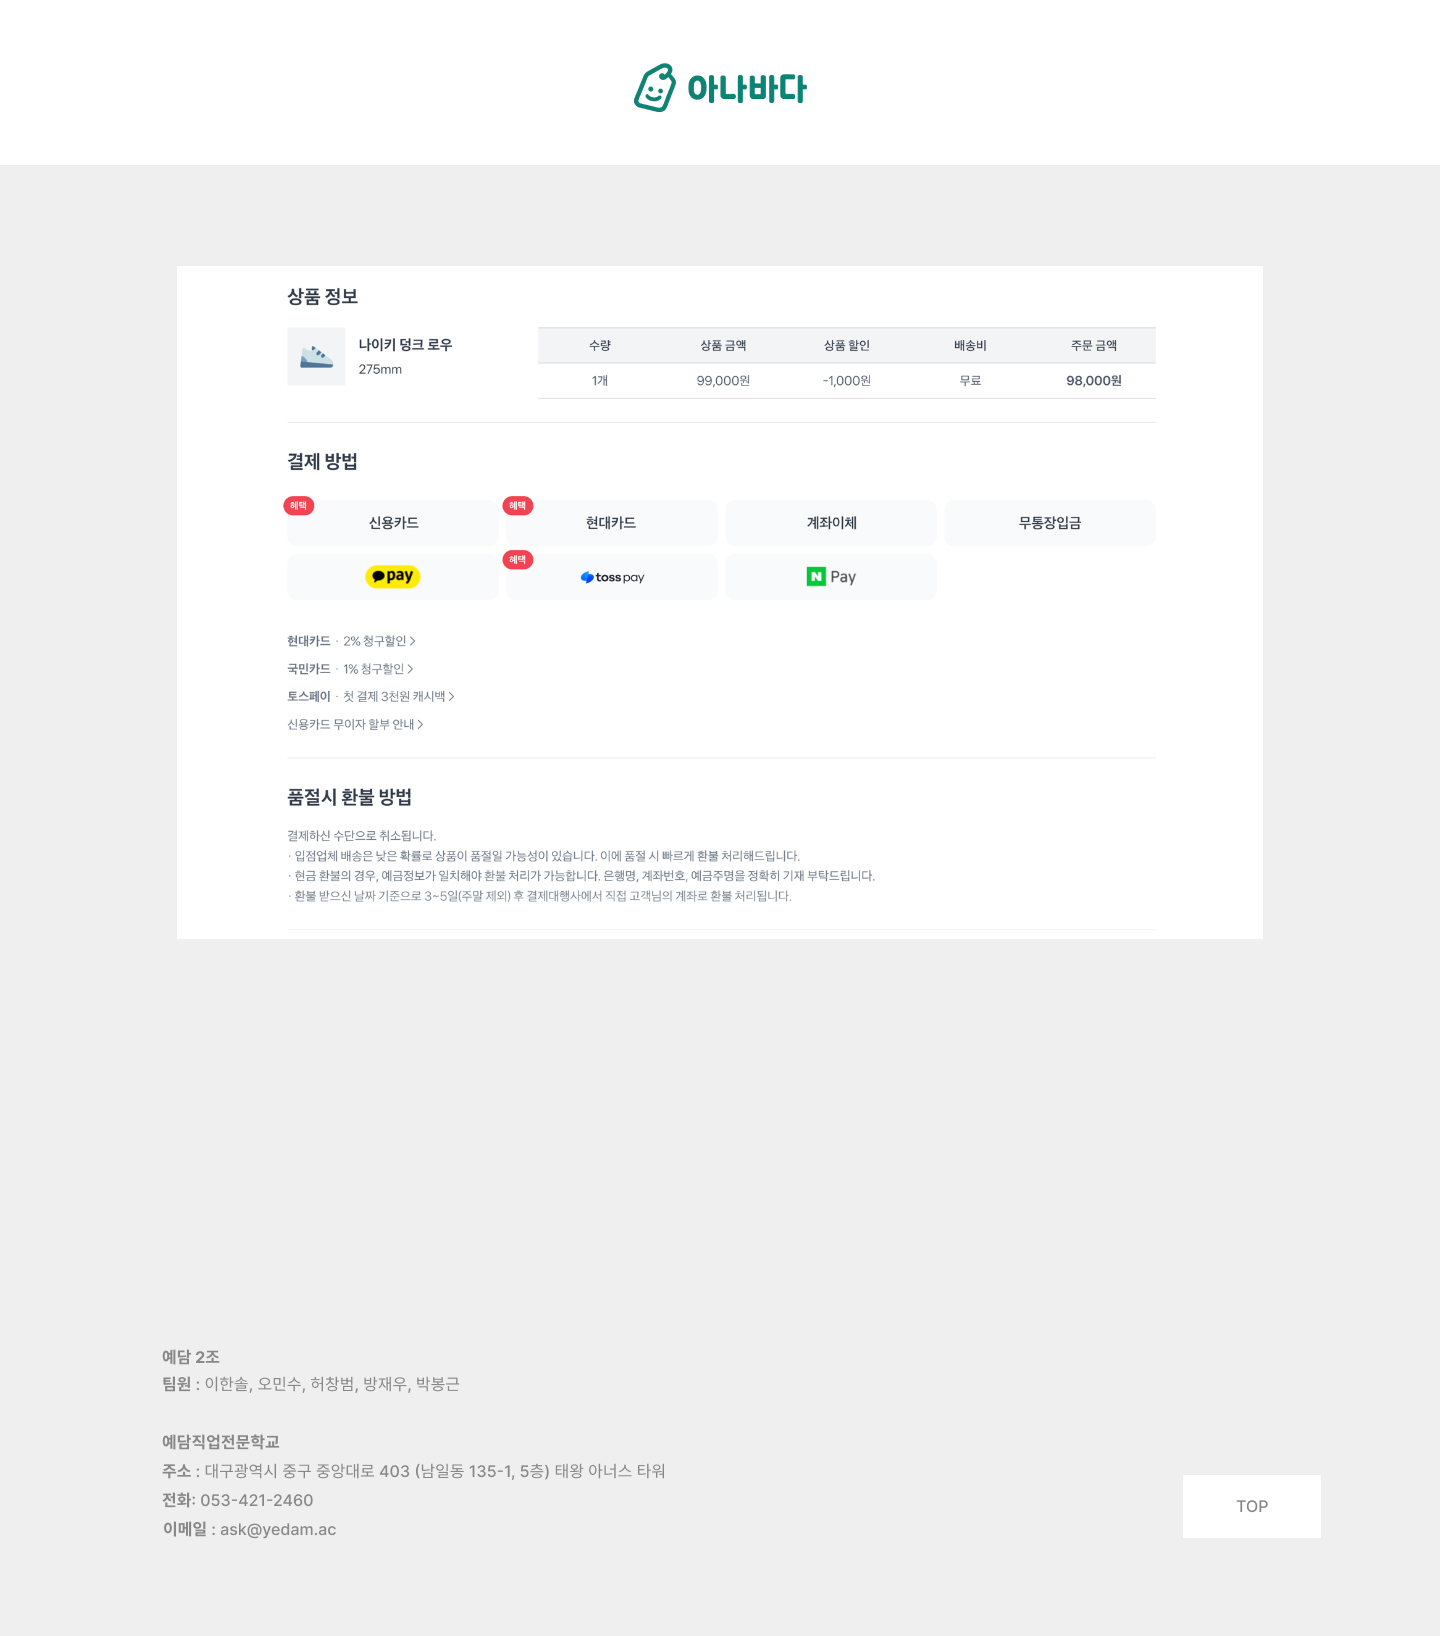 아나바다
상품 정보
나이키 덩크 로우
275mm
수량 상품 금액 상품 할인 배송비 주문 금액
1개 99,000원 -1,000원 무료 98,000원
결제 방법
혜택 신용카드 혜택 현대카드 계좌이체 무통장입금
pay 혜택 toss pay N Pay
현대카드 · 2% 청구할인 >
국민카드 · 1% 청구할인 >
토스페이 · 첫 결제 3천원 캐시백 >
신용카드 무이자 할부 안내 >
품절시 환불 방법
결제하신 수단으로 취소됩니다.
· 입점업체 배송은 낮은 확률로 상품이 품절일 가능성이 있습니다. 이에 품절 시 빠르게 환불 처리해드립니다.
· 현금 환불의 경우, 예금정보가 일치해야 환불 처리가 가능합니다. 은행명, 계좌번호, 예금주명을 정확히 기재 부탁드립니다.
· 환불 받으신 날짜 기준으로 3~5일(주말 제외) 후 결제대행사에서 직접 고객님의 계좌로 환불 처리됩니다.
예담 2조
팀원 : 이한솔, 오민수, 허창범, 방재우, 박봉근
예담직업전문학교
주소 : 대구광역시 중구 중앙대로 403 (남일동 135-1, 5층) 태왕 아너스 타워
전화: 053-421-2460
이메일 : ask@yedam.ac
TOP